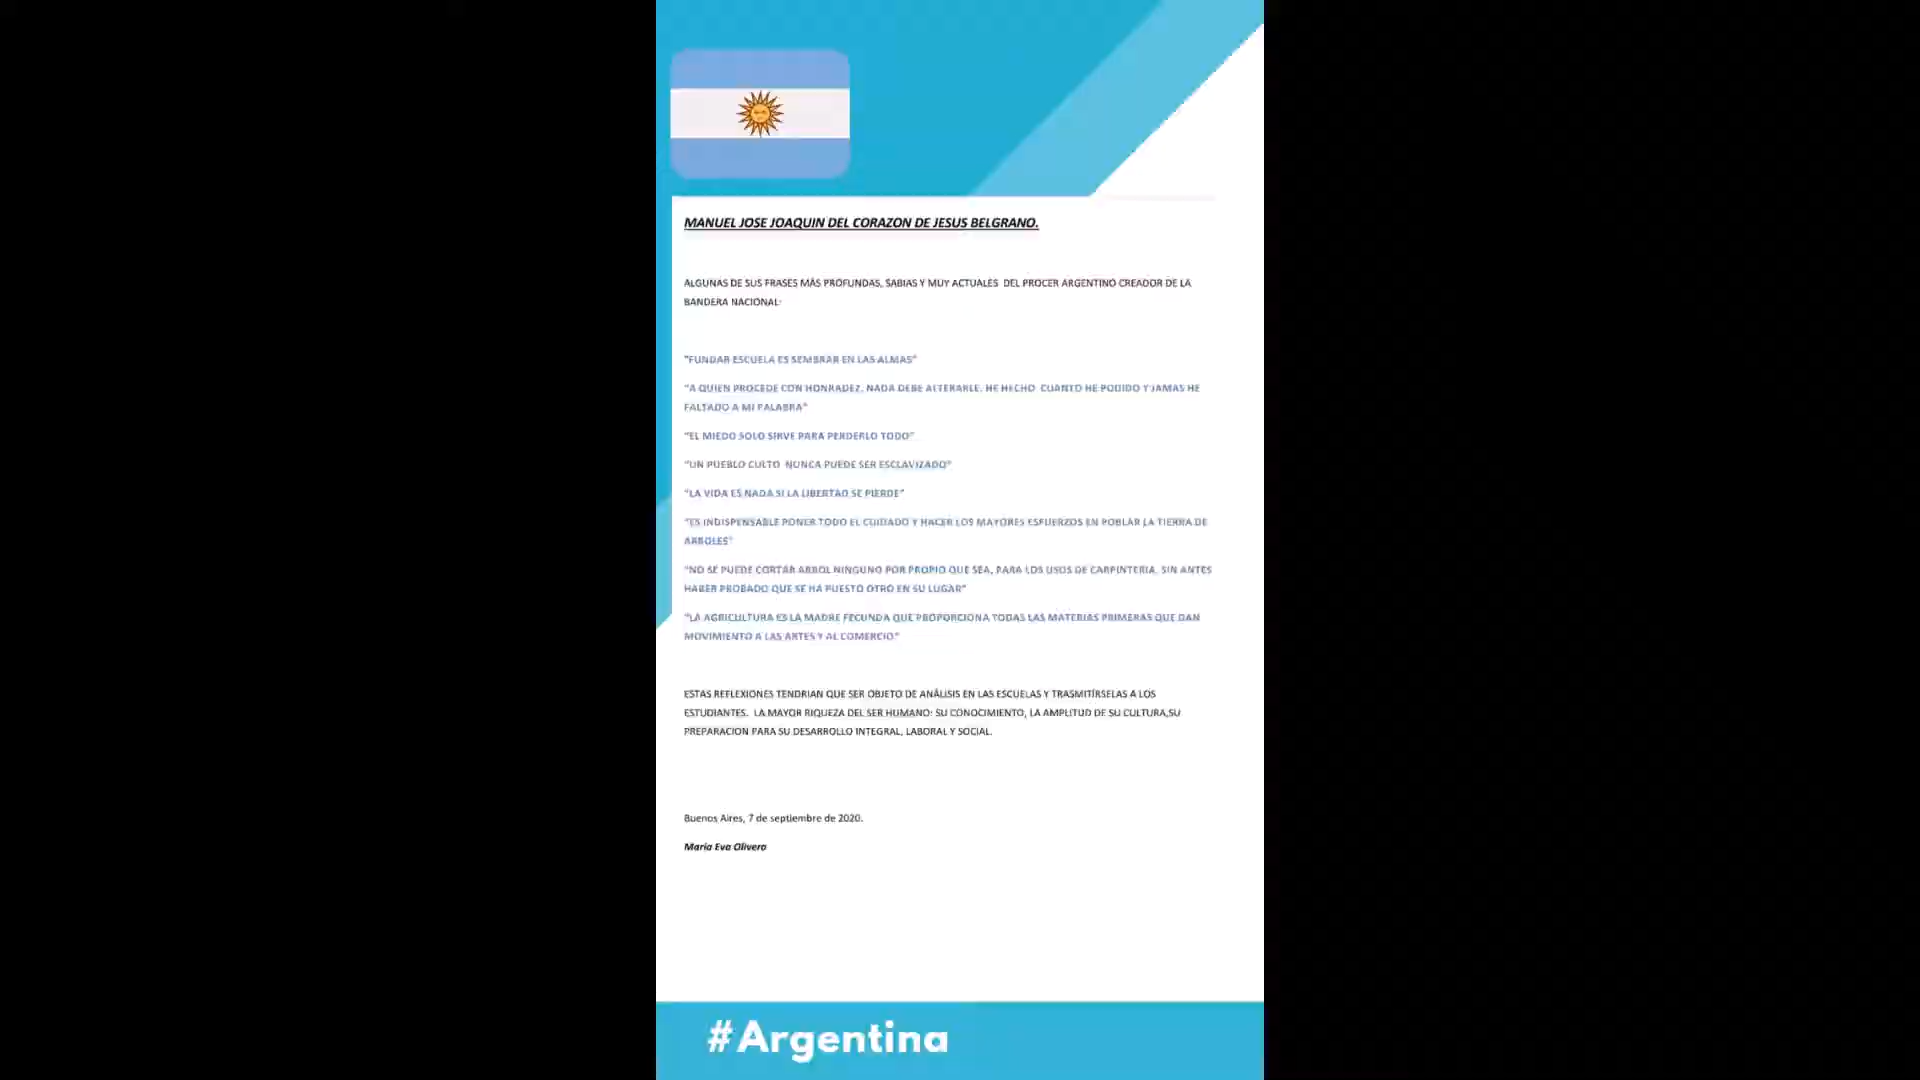 MANUEL JOSE JOAQUIN DEL CORAZON DE JESUS BELGRANO.
ALGUNAS DE SUS FRASES MÁS PROFUNDAS, SABIAS Y MUY ACTUALES DEL PROCER ARGENTINO CREADOR DE LA
BANDERA NACIONAL:
"FUNDAR ESCUELA ES SEMBRAR EN LAS ALMAS"
"A QUIEN PROCEDE CON HONRADEZ, NADA DEBE ALTERARLE. HE HECHO CUANTO HE PODIDO Y JAMAS HE
FALTADO A MI PALABRA"
"EL MIEDO SOLO SIRVE PARA PERDERLO TODO"
"UN PUEBLO CULTO NUNCA PUEDE SER ESCLAVIZADO"
"LA VIDA ES NADA SI LA LIBERTAD SE PIERDE"
"ES INDISPENSABLE PONER TODO EL CUIDADO Y HACER LOS MAYORES ESFUERZOS EN POBLAR LA TIERRA DE
ARBOLES"
"NO SE PUEDE CORTAR ARBOL NINGUNO POR PROPIO QUE SEA, PARA LOS USOS DE CARPINTERIA, SIN ANTES
HABER PROBADO QUE SE HA PUESTO OTRO EN SU LUGAR"
"LA AGRICULTURA ES LA MADRE FECUNDA QUE PROPORCIONA TODAS LAS MATERIAS PRIMERAS QUE DAN
MOVIMIENTO A LAS ARTES Y AL COMERCIO"
ESTAS REFLEXIONES TENDRIAN QUE SER OBJETO DE ANÁLISIS EN LAS ESCUELAS Y TRASMITÍRSELAS A LOS
ESTUDIANTES. LA MAYOR RIQUEZA DEL SER HUMANO: SU CONOCIMIENTO, LA AMPLITUD DE SU CULTURA,SU
PREPARACION PARA SU DESARROLLO INTEGRAL, LABORAL Y SOCIAL.
Buenos Aires, 7 de septiembre de 2020.
María Eva Olivero
#Argentina